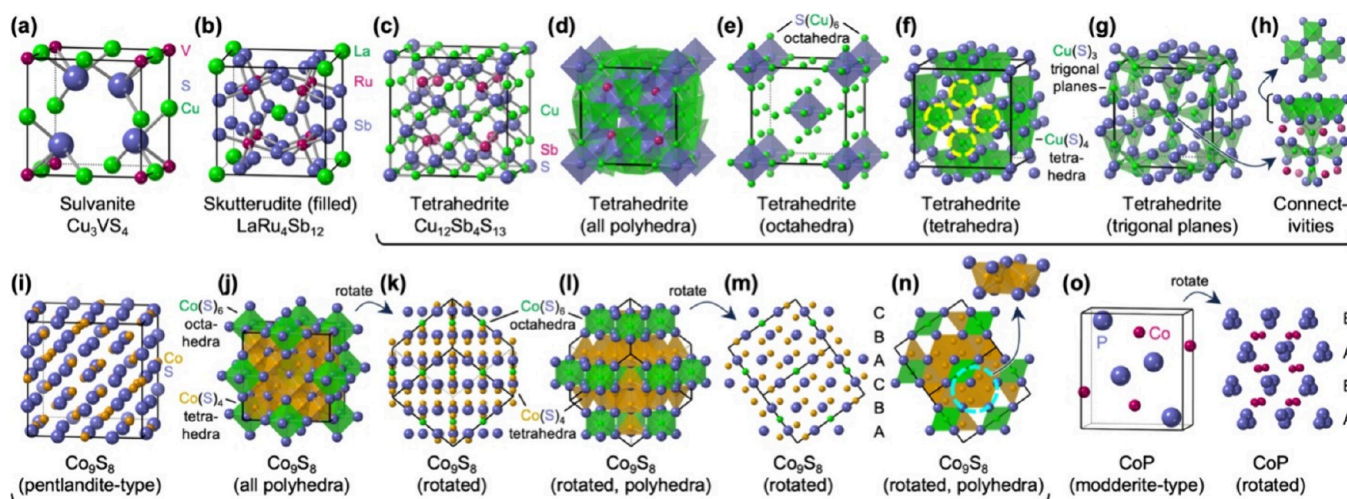 (a)
V
S
Cu
Sulvanite
Cu₃VS₄
(b)
La
Ru
Sb
Skutterudite (filled)
LaRu₄Sb₁₂
(c)
Cu
Sb
S
Tetrahedrite
Cu₁₂Sb₄S₁₃
(d)
Tetrahedrite
(all polyhedra)
(e)
S(Cu)₆
octahedra
Tetrahedrite
(octahedra)
(f)
Cu(S)₄
tetra-
hedra
Tetrahedrite
(tetrahedra)
(g)
Cu(S)₃
trigonal
planes
Tetrahedrite
(trigonal planes)
(h)
Connect-
ivities
(i)
Co
S
Co₉S₈
(pentlandite-type)
(j)
Co(S)₆
octa-
hedra
Co(S)₄
tetra-
hedra
Co₉S₈
(all polyhedra)
rotate
(k)
Co(S)₆
octahedra
Co(S)₄
tetrahedra
Co₉S₈
(rotated)
(l)
Co₉S₈
(rotated, polyhedra)
rotate
(m)
Co₉S₈
(rotated)
(n)
C
B
A
C
B
A
Co₉S₈
(rotated, polyhedra)
(o)
P
Co
CoP
(modderite-type)
rotate
B
A
B
A
CoP
(rotated)